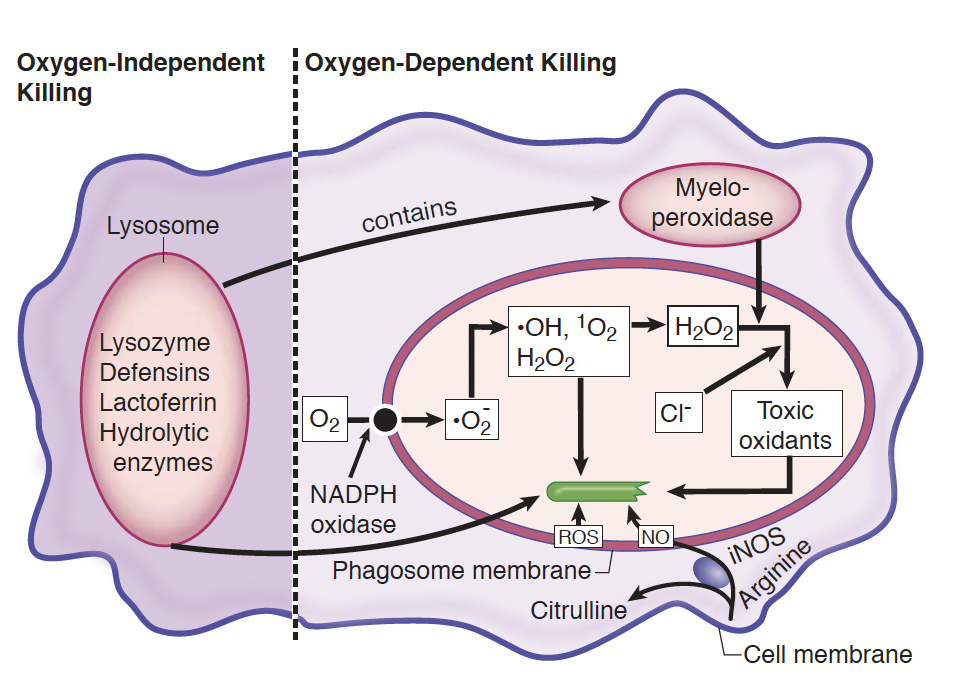 Oxygen-Independent
Killing
Oxygen-Dependent Killing
Lysosome
Lysozyme
Defensins
Lactoferrin
Hydrolytic
enzymes
contains
Myelo-
peroxidase
•OH, ¹O₂
H₂O₂
H₂O₂
O₂
•O₂⁻
Cl⁻
Toxic
oxidants
NADPH
oxidase
ROS
NO
Phagosome membrane
iNOS
Arginine
Citrulline
Cell membrane